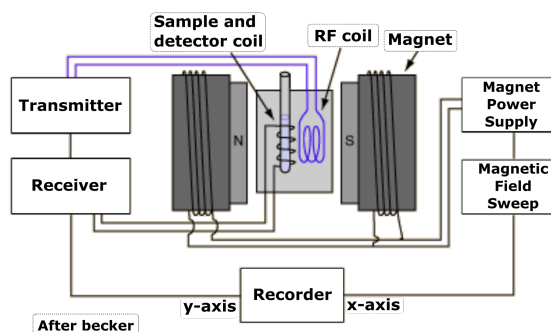 Sample and
detector coil
RF coil
Magnet
Transmitter
Receiver
N
S
Magnet
Power
Supply
Magnetic
Field
Sweep
y-axis
Recorder
x-axis
After becker